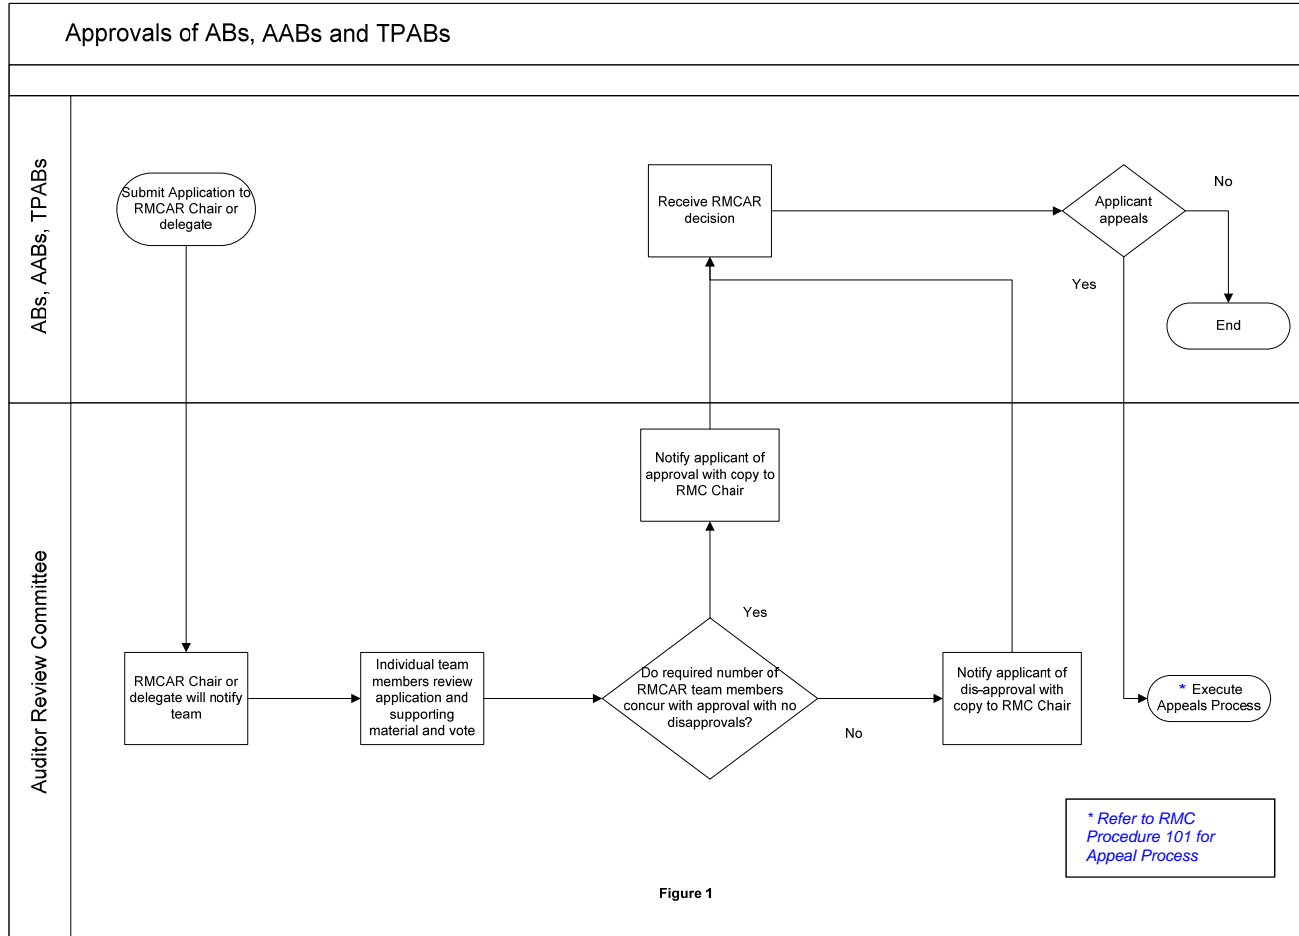 Approvals of ABs, AABs and TPABs
ABs, AABs, TPABs
Submit Application to
RMCAR Chair or
delegate
Receive RMCAR
decision
Applicant
appeals
No
Yes
End
Auditor Review Committee
Notify applicant of
approval with copy to
RMC Chair
Yes
RMCAR Chair or
delegate will notify
team
Individual team
members review
application and
supporting
material and vote
Do required number of
RMCAR team members
concur with approval with no
disapprovals?
No
Notify applicant of
dis-approval with
copy to RMC Chair
* Execute
Appeals Process
* Refer to RMC
Procedure 101 for
Appeal Process
Figure 1